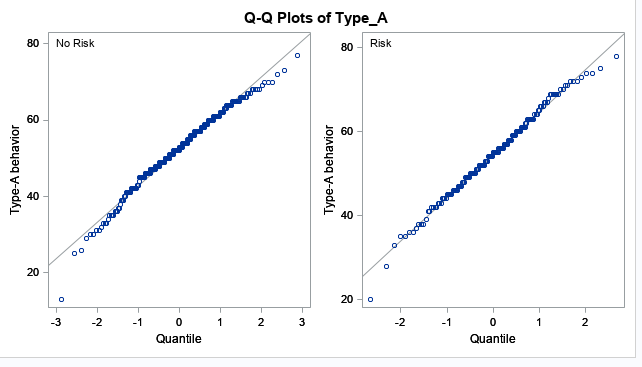 Q-Q Plots of Type_A
No Risk
Type-A behavior
80
60
40
20
-3 -2 -1 0 1 2 3
Quantile
Risk
Type-A behavior
80
60
40
20
-2 -1 0 1 2
Quantile